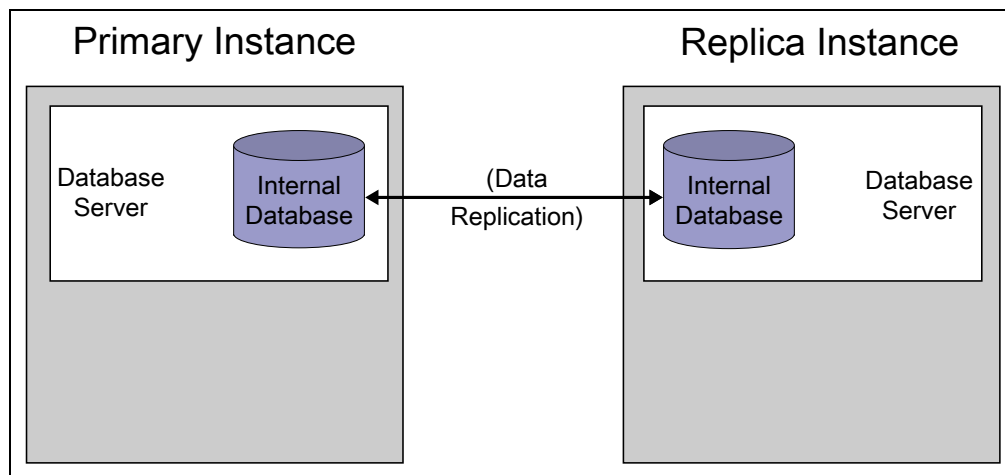 Primary Instance
Replica Instance
Database
Server
Internal
Database
(Data
Replication)
Internal
Database
Database
Server